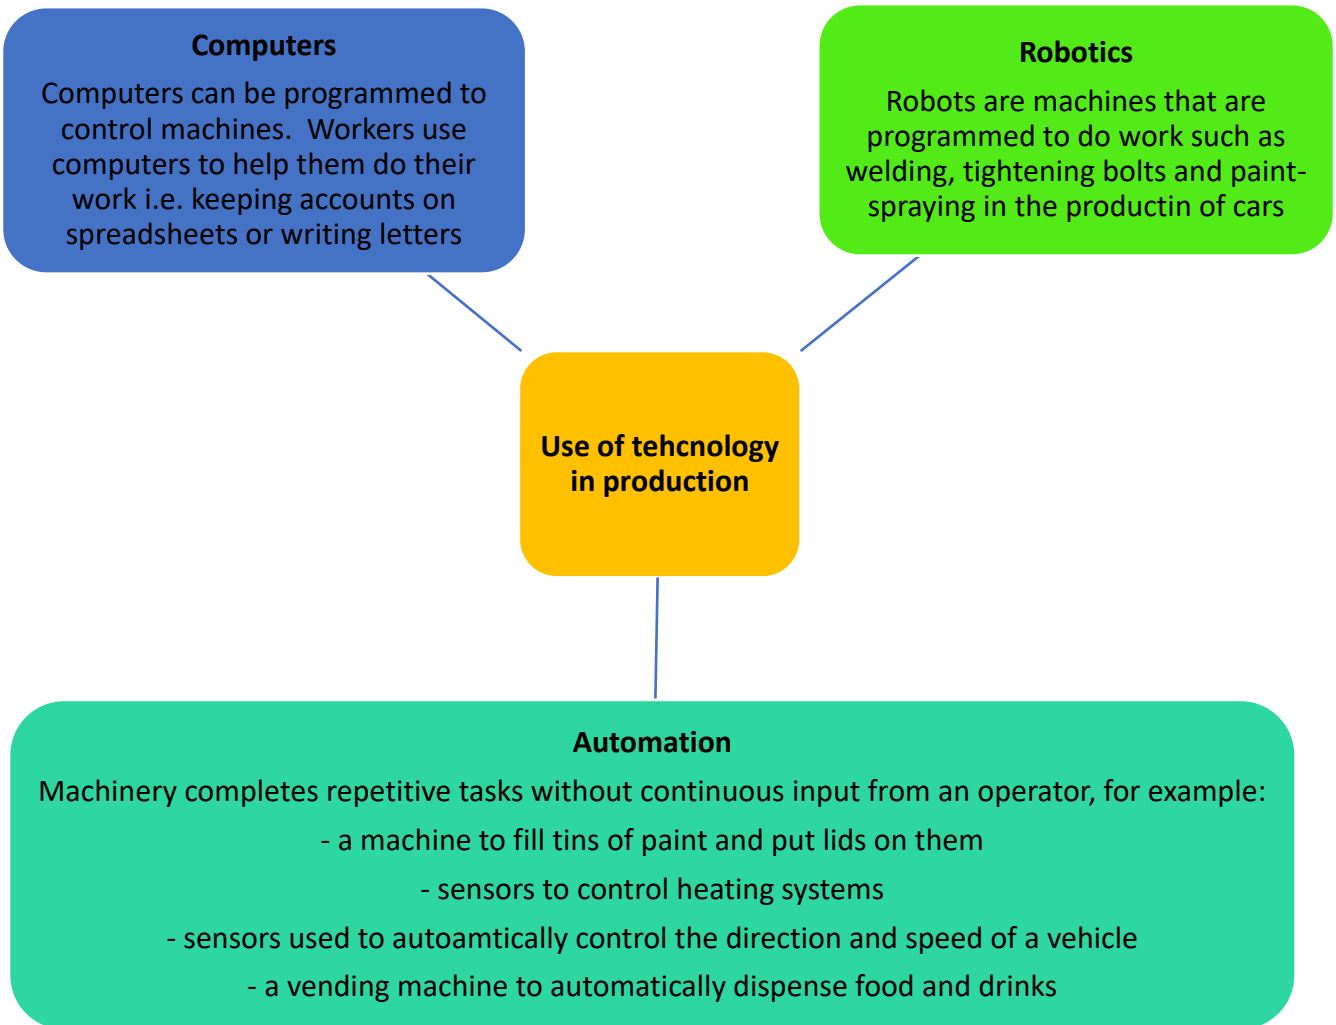 Computers
Computers can be programmed to
control machines.  Workers use
computers to help them do their
work i.e. keeping accounts on
spreadsheets or writing letters
Robotics
Robots are machines that are
programmed to do work such as
welding, tightening bolts and paint-
spraying in the productin of cars
Use of tehcnology
in production
Automation
Machinery completes repetitive tasks without continuous input from an operator, for example:
- a machine to fill tins of paint and put lids on them
- sensors to control heating systems
- sensors used to autoamtically control the direction and speed of a vehicle
- a vending machine to automatically dispense food and drinks